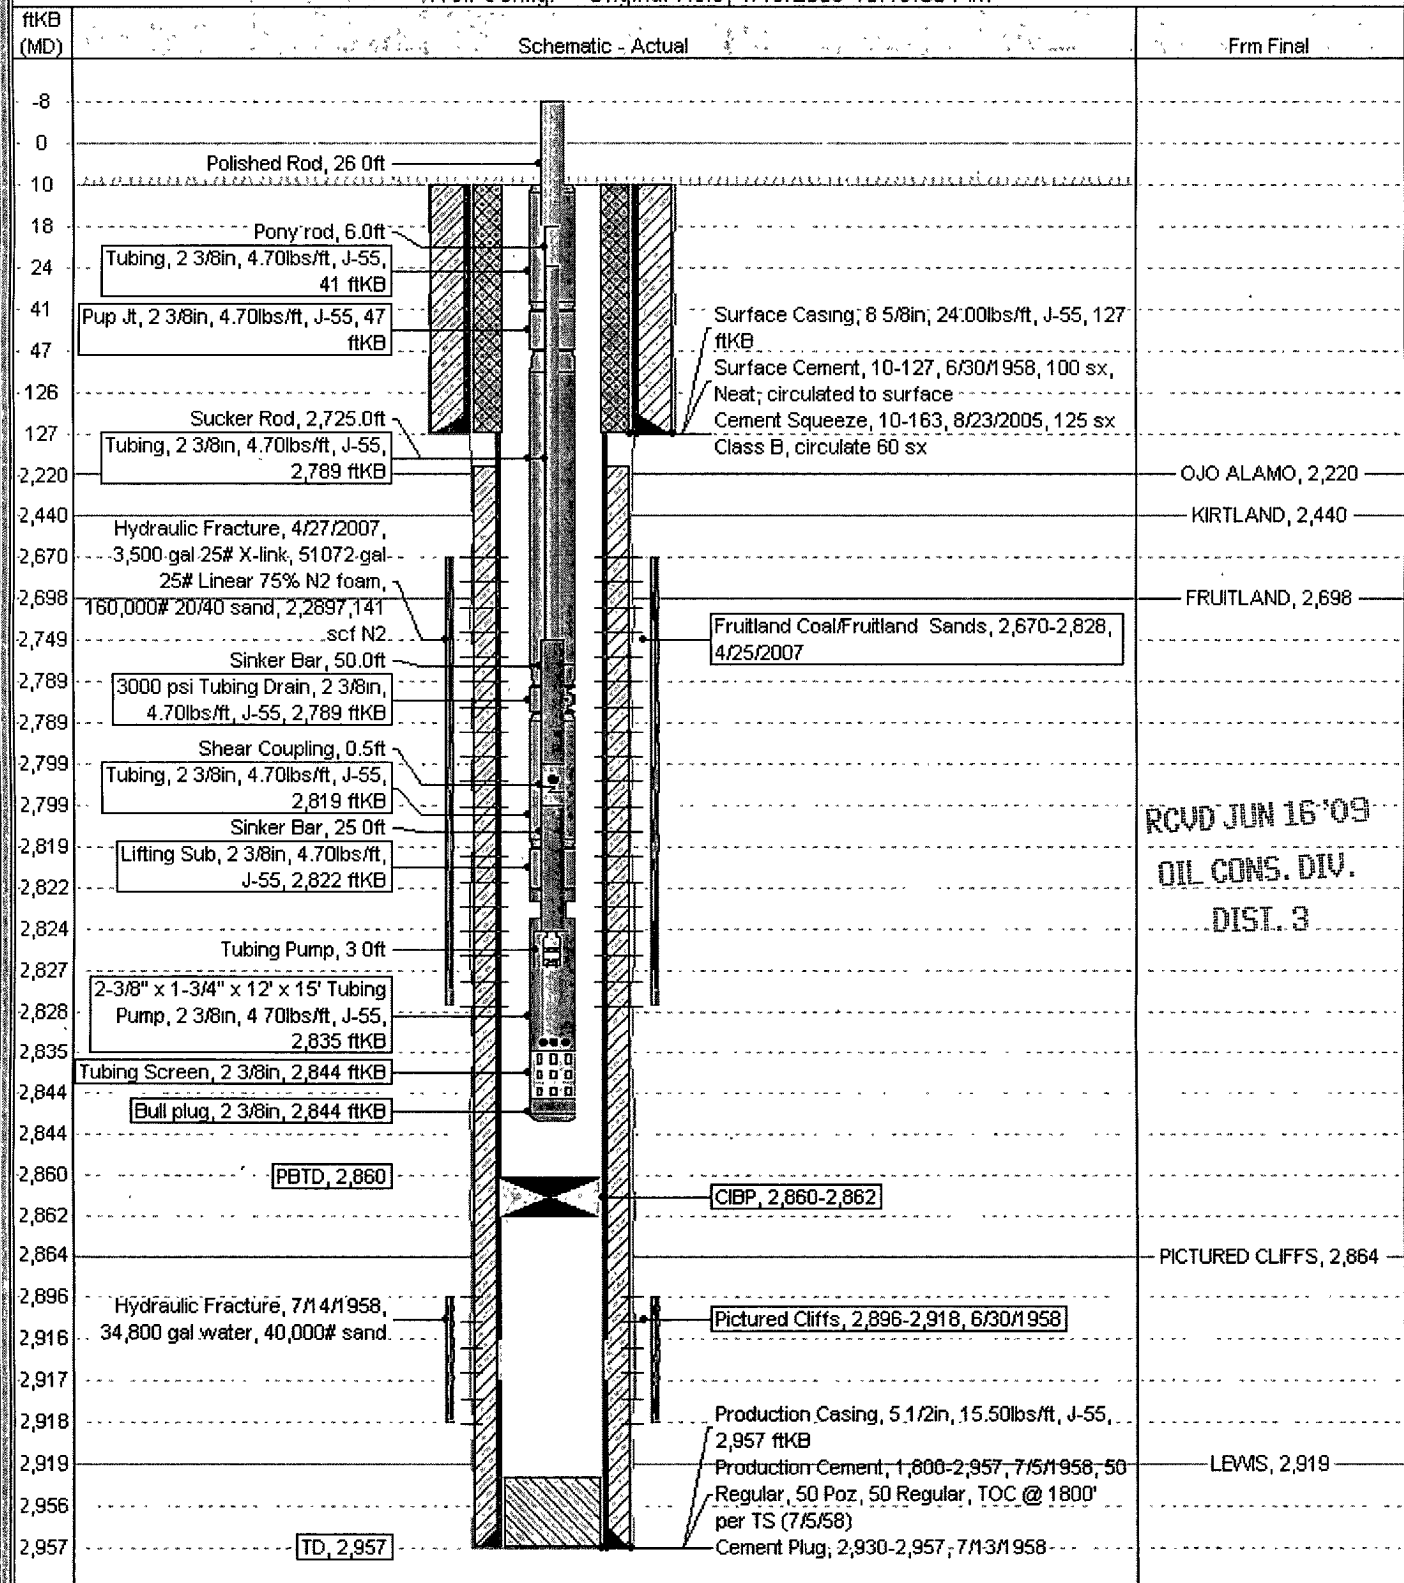 ftKB
(MD)
Schematic - Actual
Frm Final
-8
0
Polished Rod, 26 0ft
10
18
Pony rod, 6.0ft
Tubing, 2 3/8in, 4.70lbs/ft, J-55,
41 ftKB
24
41
Pup Jt, 2 3/8in, 4.70lbs/ft, J-55, 47
ftKB
47
Surface Casing, 8 5/8in, 24.00lbs/ft, J-55, 127
ftKB
Surface Cement, 10-127, 6/30/1958, 100 sx,
Neat, circulated to surface
Cement Squeeze, 10-163, 8/23/2005, 125 sx
Class B, circulate 60 sx
126
Sucker Rod, 2,725.0ft
127
Tubing, 2 3/8in, 4.70lbs/ft, J-55,
2,789 ftKB
2,220
OJO ALAMO, 2,220
2,440
KIRTLAND, 2,440
Hydraulic Fracture, 4/27/2007,
3,500 gal 25# X-link, 51072 gal
25# Linear 75% N2 foam,
160,000# 20/40 sand, 2,2897,141
scf N2
2,670
2,698
FRUITLAND, 2,698
Fruitland Coal/Fruitland Sands, 2,670-2,828,
4/25/2007
2,749
Sinker Bar, 50.0ft
2,789
3000 psi Tubing Drain, 2 3/8in,
4.70lbs/ft, J-55, 2,789 ftKB
2,789
Shear Coupling, 0.5ft
2,799
Tubing, 2 3/8in, 4.70lbs/ft, J-55,
2,819 ftKB
2,799
Sinker Bar, 25 0ft
2,819
Lifting Sub, 2 3/8in, 4.70lbs/ft,
J-55, 2,822 ftKB
2,822
RCVD JUN 16 '09
OIL CONS. DIV.
DIST. 3
2,824
Tubing Pump, 3 0ft
2,827
2-3/8" x 1-3/4" x 12' x 15' Tubing
Pump, 2 3/8in, 4 70lbs/ft, J-55,
2,835 ftKB
2,828
2,835
Tubing Screen, 2 3/8in, 2,844 ftKB
2,844
Bull plug, 2 3/8in, 2,844 ftKB
2,844
2,860
PBTD, 2,860
CIBP, 2,860-2,862
2,862
2,864
PICTURED CLIFFS, 2,864
2,896
Hydraulic Fracture, 7/14/1958,
34,800 gal water, 40,000# sand
Pictured Cliffs, 2,896-2,918, 6/30/1958
2,916
2,917
2,918
Production Casing, 5 1/2in, 15.50lbs/ft, J-55,
2,957 ftKB
Production Cement, 1,800-2,957, 7/5/1958, 50
Regular, 50 Poz, 50 Regular, TOC @ 1800'
per TS (7/5/58)
Cement Plug, 2,930-2,957, 7/13/1958
2,919
LEWIS, 2,919
2,956
2,957
TD, 2,957